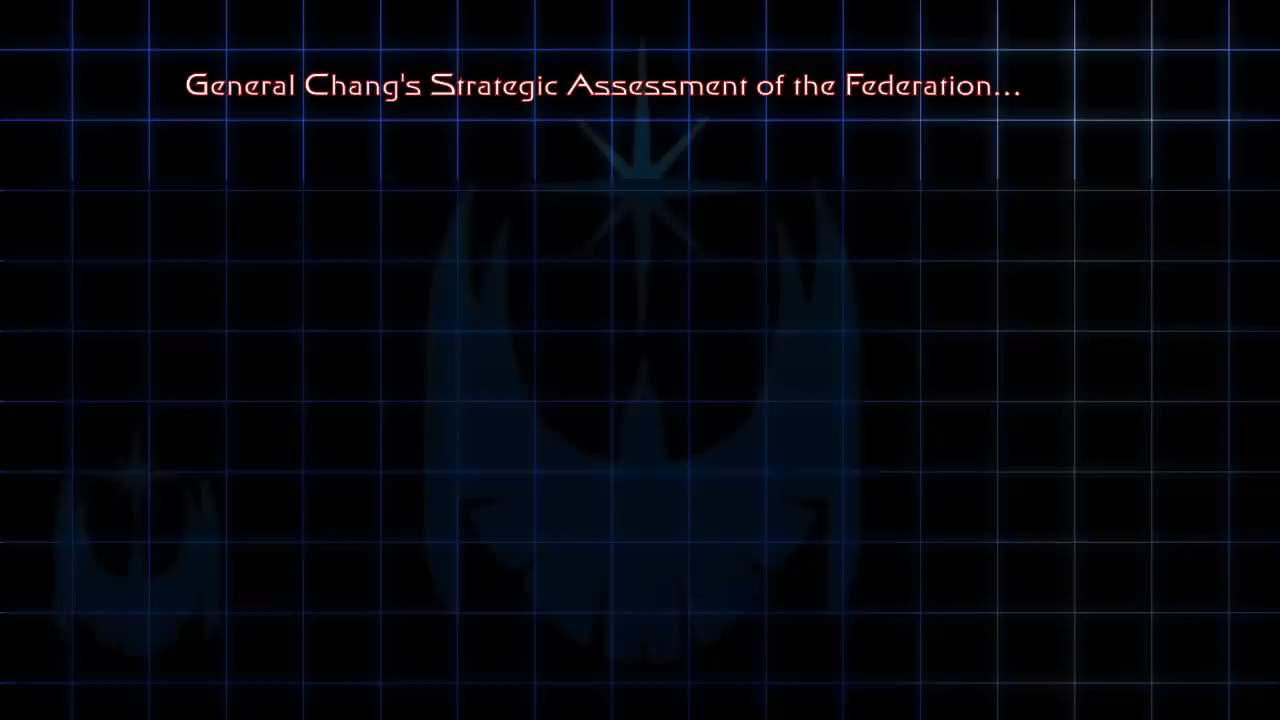 General Chang's Strategic Assessment of the Federation...